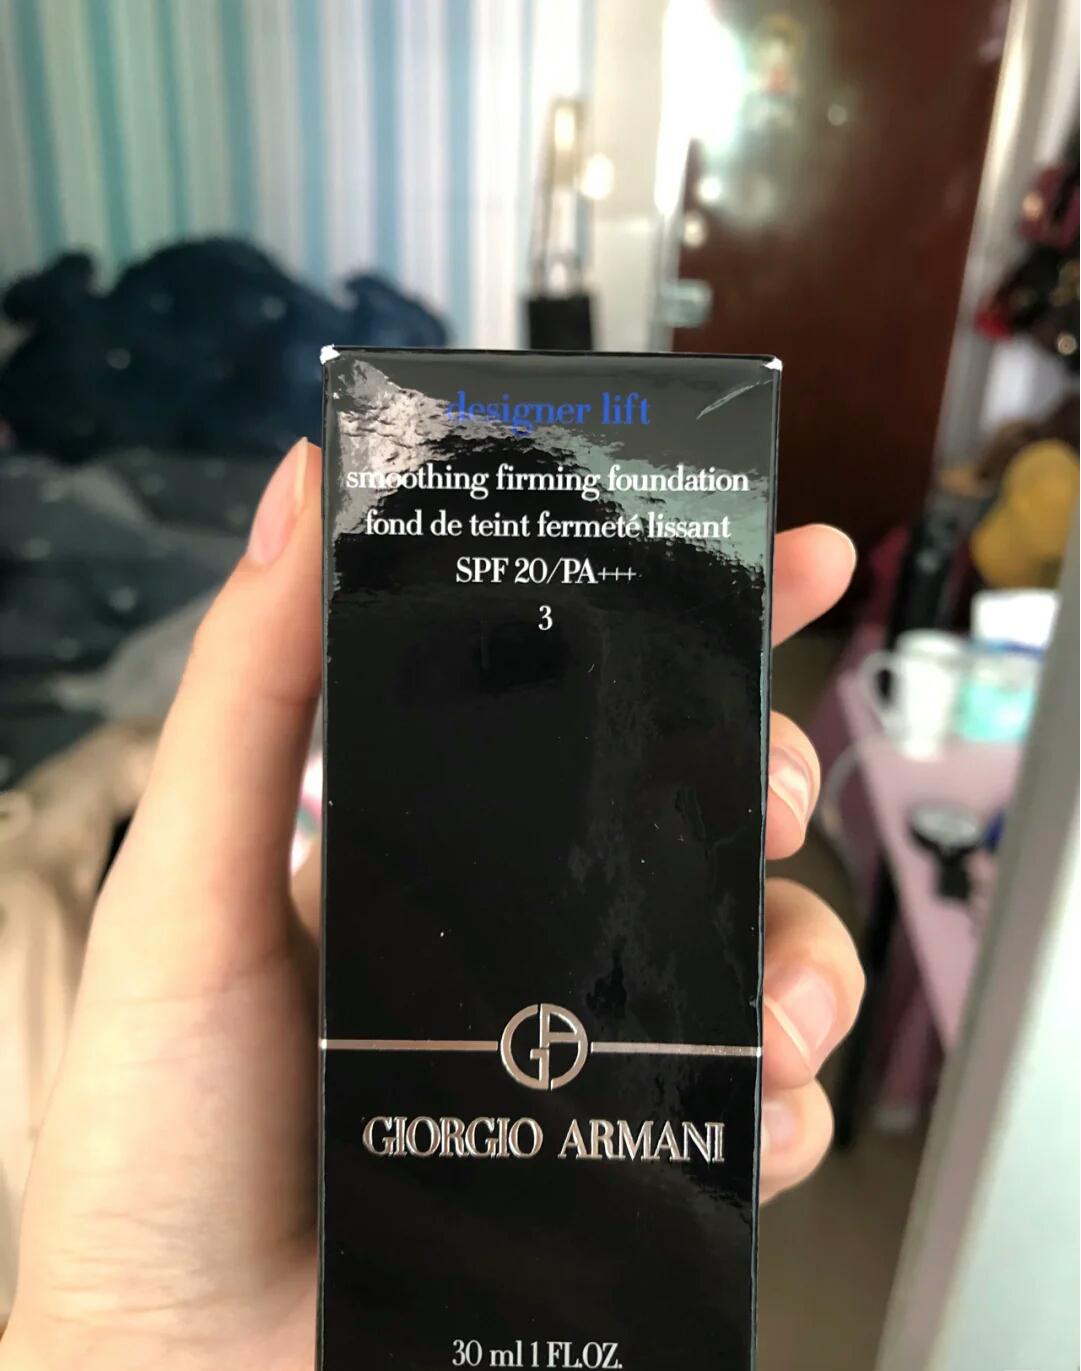 designer lift
smoothing firming foundation
fond de teint fermeté lissant
SPF 20/PA+++
3
GA
GIORGIO ARMANI
30 ml 1 FL.OZ.